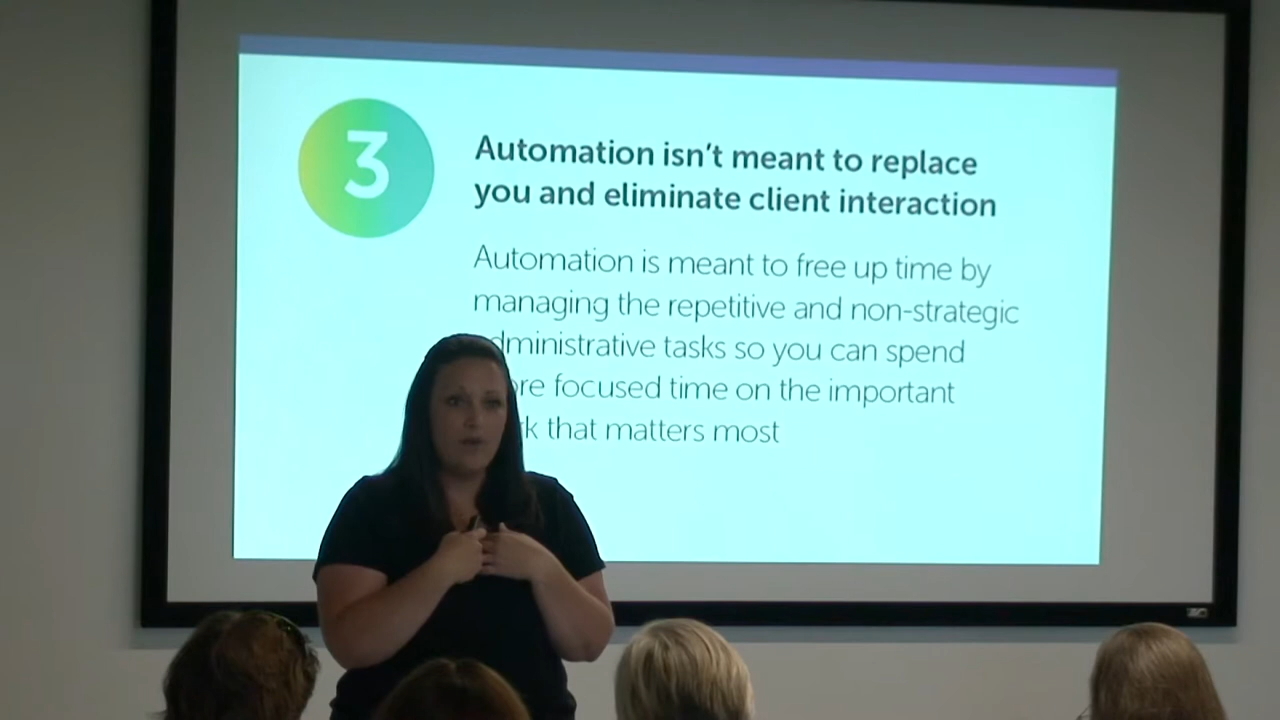 3
Automation isn't meant to replace
you and eliminate client interaction
Automation is meant to free up time by
managing the repetitive and non-strategic
dministrative tasks so you can spend
re focused time on the important
k that matters most